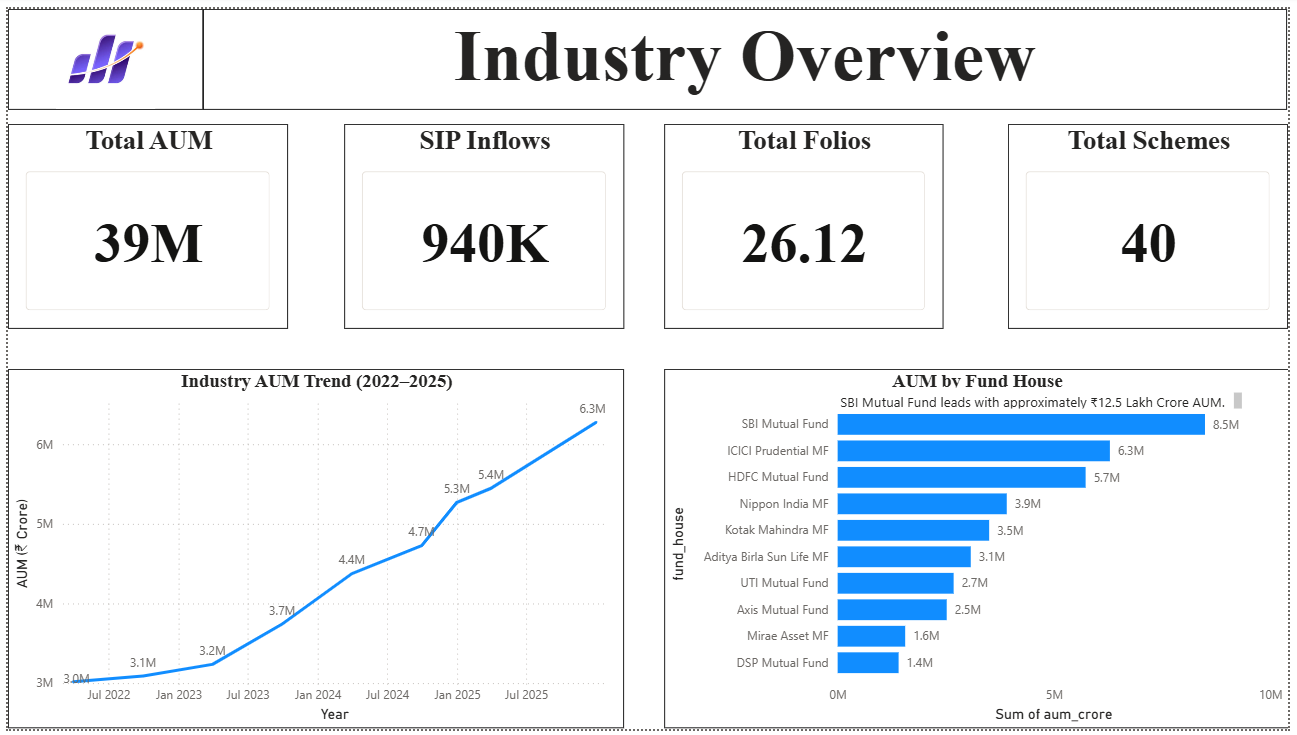 Industry Overview
Total AUM
39M
SIP Inflows
940K
Total Folios
26.12
Total Schemes
40
Industry AUM Trend (2022–2025)
AUM (₹ Crore)
6M
5M
4M
3M
3.0M
3.1M
3.2M
3.7M
4.4M
4.7M
5.3M
5.4M
6.3M
Jul 2022
Jan 2023
Jul 2023
Jan 2024
Jul 2024
Jan 2025
Jul 2025
Year
AUM by Fund House
SBI Mutual Fund leads with approximately ₹12.5 Lakh Crore AUM.
fund_house
SBI Mutual Fund 8.5M
ICICI Prudential MF 6.3M
HDFC Mutual Fund 5.7M
Nippon India MF 3.9M
Kotak Mahindra MF 3.5M
Aditya Birla Sun Life MF 3.1M
UTI Mutual Fund 2.7M
Axis Mutual Fund 2.5M
Mirae Asset MF 1.6M
DSP Mutual Fund 1.4M
0M 5M 10M
Sum of aum_crore